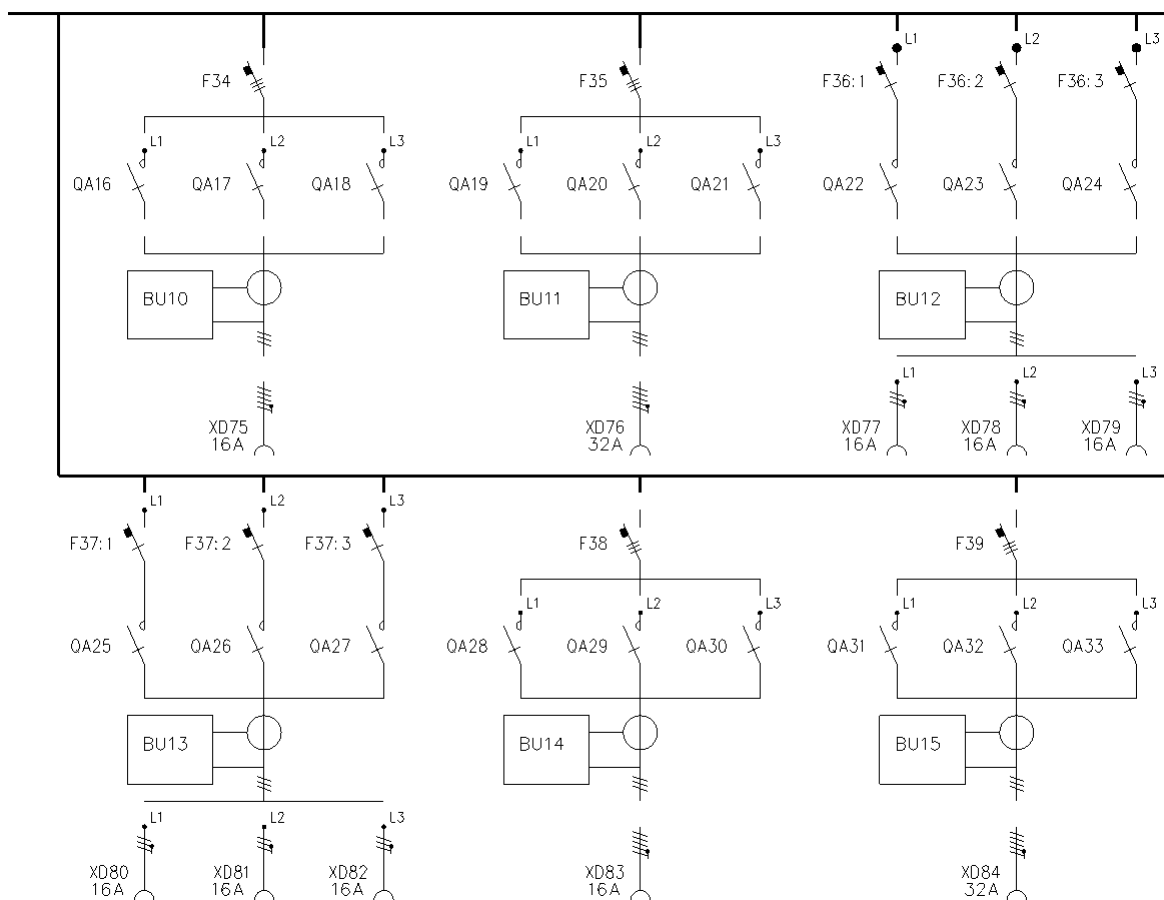 L1 L2 L3
F34 F35 F36:1 F36:2 F36:3
L1 L2 L3 L1 L2 L3
QA16 QA17 QA18 QA19 QA20 QA21 QA22 QA23 QA24
BU10 BU11 BU12
L1 L2 L3
XD75 XD76 XD77 XD78 XD79
16A 32A 16A 16A 16A
L1 L2 L3
F37:1 F37:2 F37:3 F38 F39
L1 L2 L3 L1 L2 L3
QA25 QA26 QA27 QA28 QA29 QA30 QA31 QA32 QA33
BU13 BU14 BU15
L1 L2 L3
XD80 XD81 XD82 XD83 XD84
16A 16A 16A 16A 32A